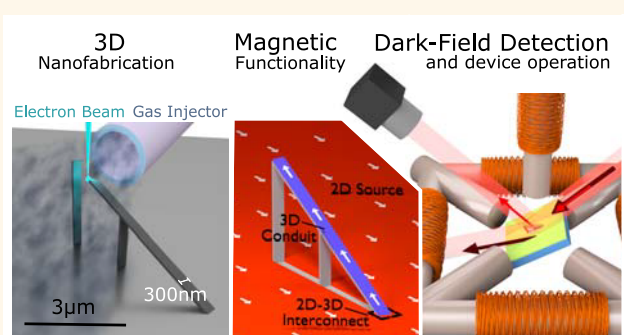 3D
Nanofabrication
Magnetic
Functionality
Dark-Field Detection
and device operation
Electron Beam
Gas Injector
300nm
3μm
2D Source
3D
Conduit
2D-3D
Interconnect